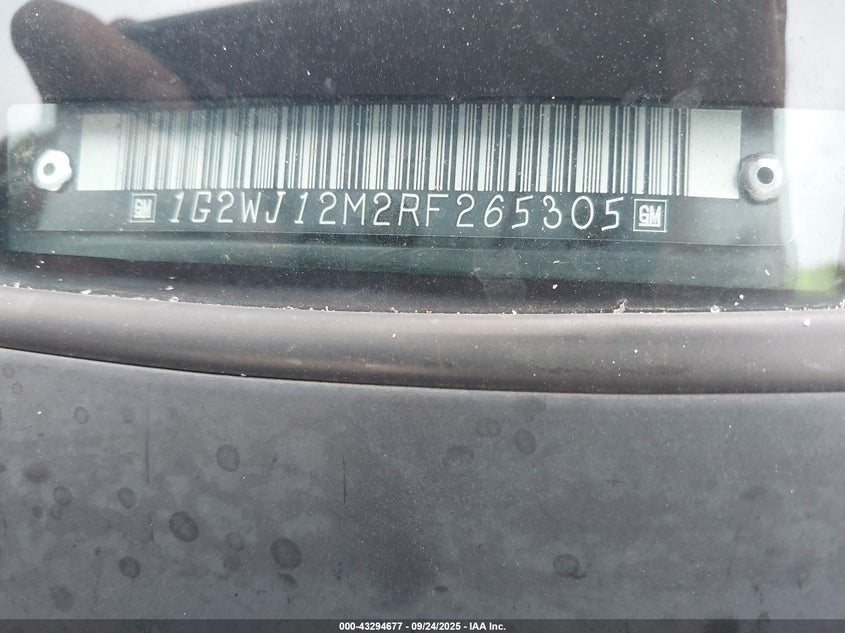 GM 1G2WJ12M2RF265305 GM
000-43294677 - 09/24/2025 - IAA Inc.